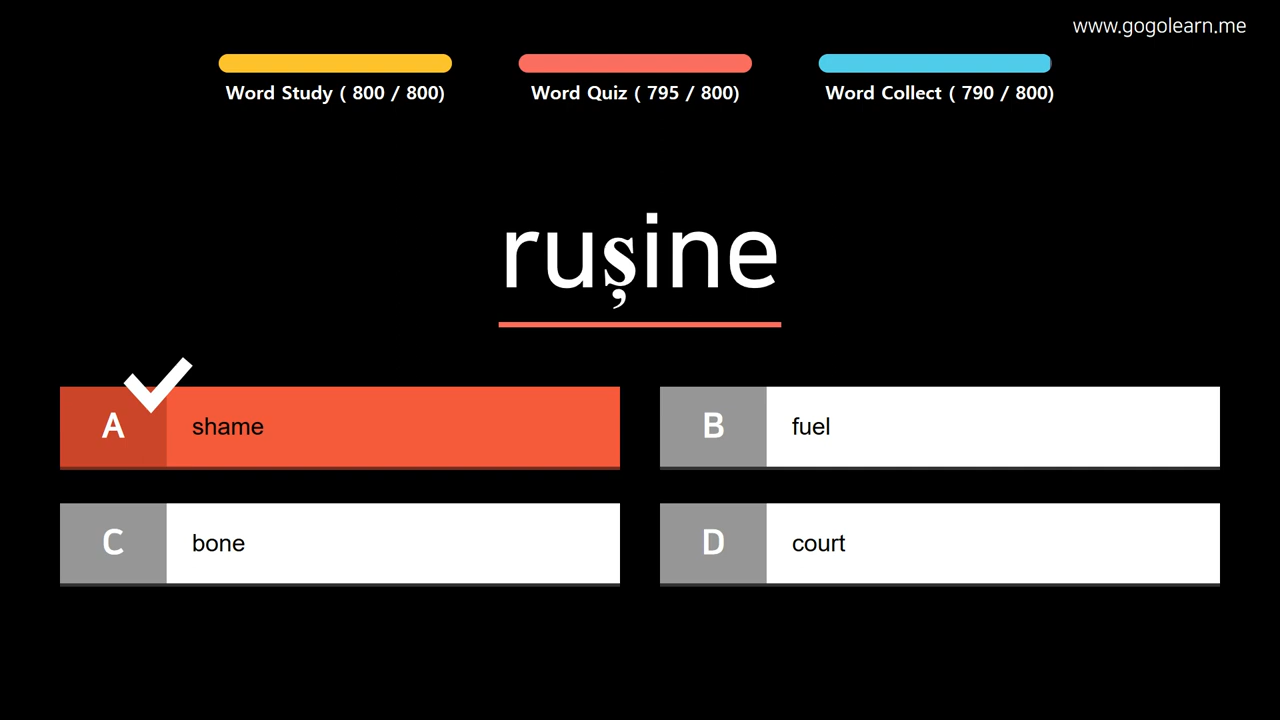 www.gogolearn.me
Word Study ( 800 / 800)
Word Quiz ( 795 / 800)
Word Collect ( 790 / 800)
rușine
A shame
B fuel
C bone
D court